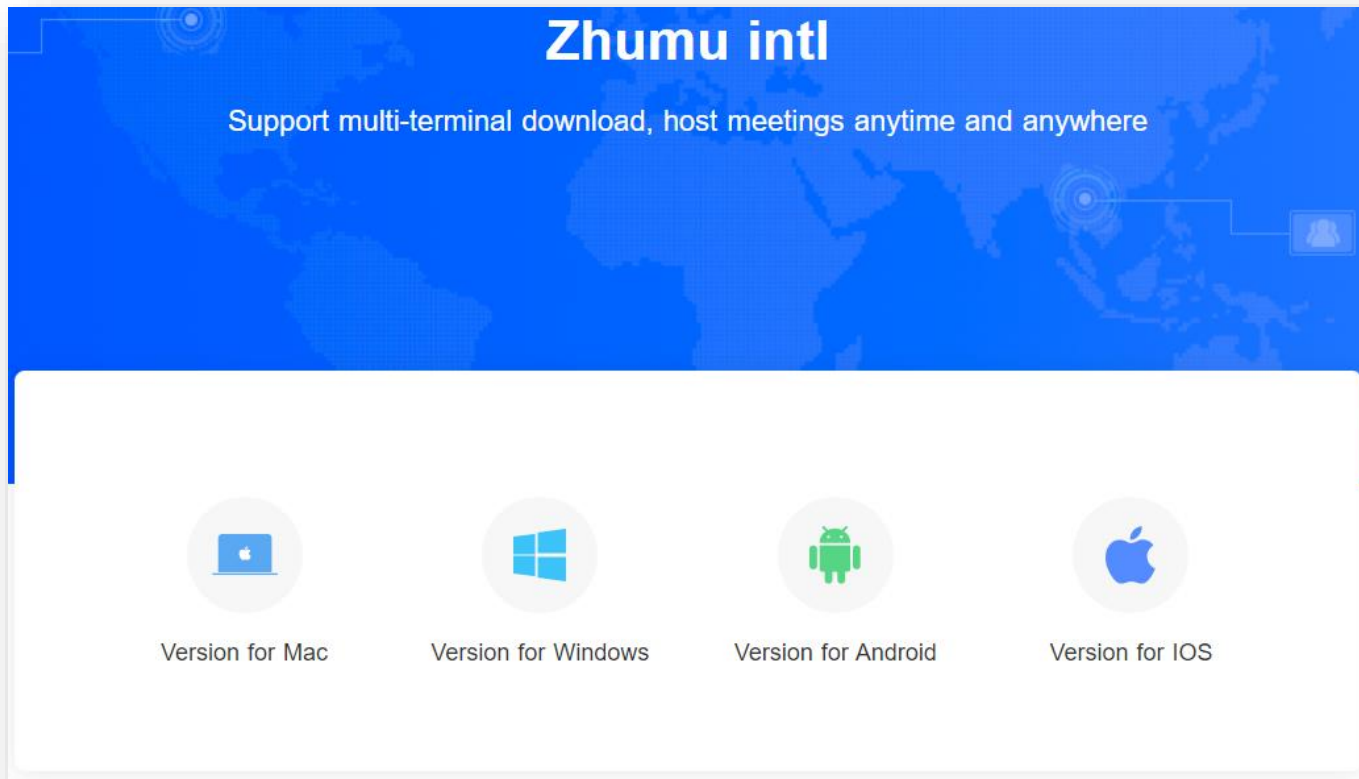 Zhumu intl
Support multi-terminal download, host meetings anytime and anywhere
Version for Mac
Version for Windows
Version for Android
Version for IOS